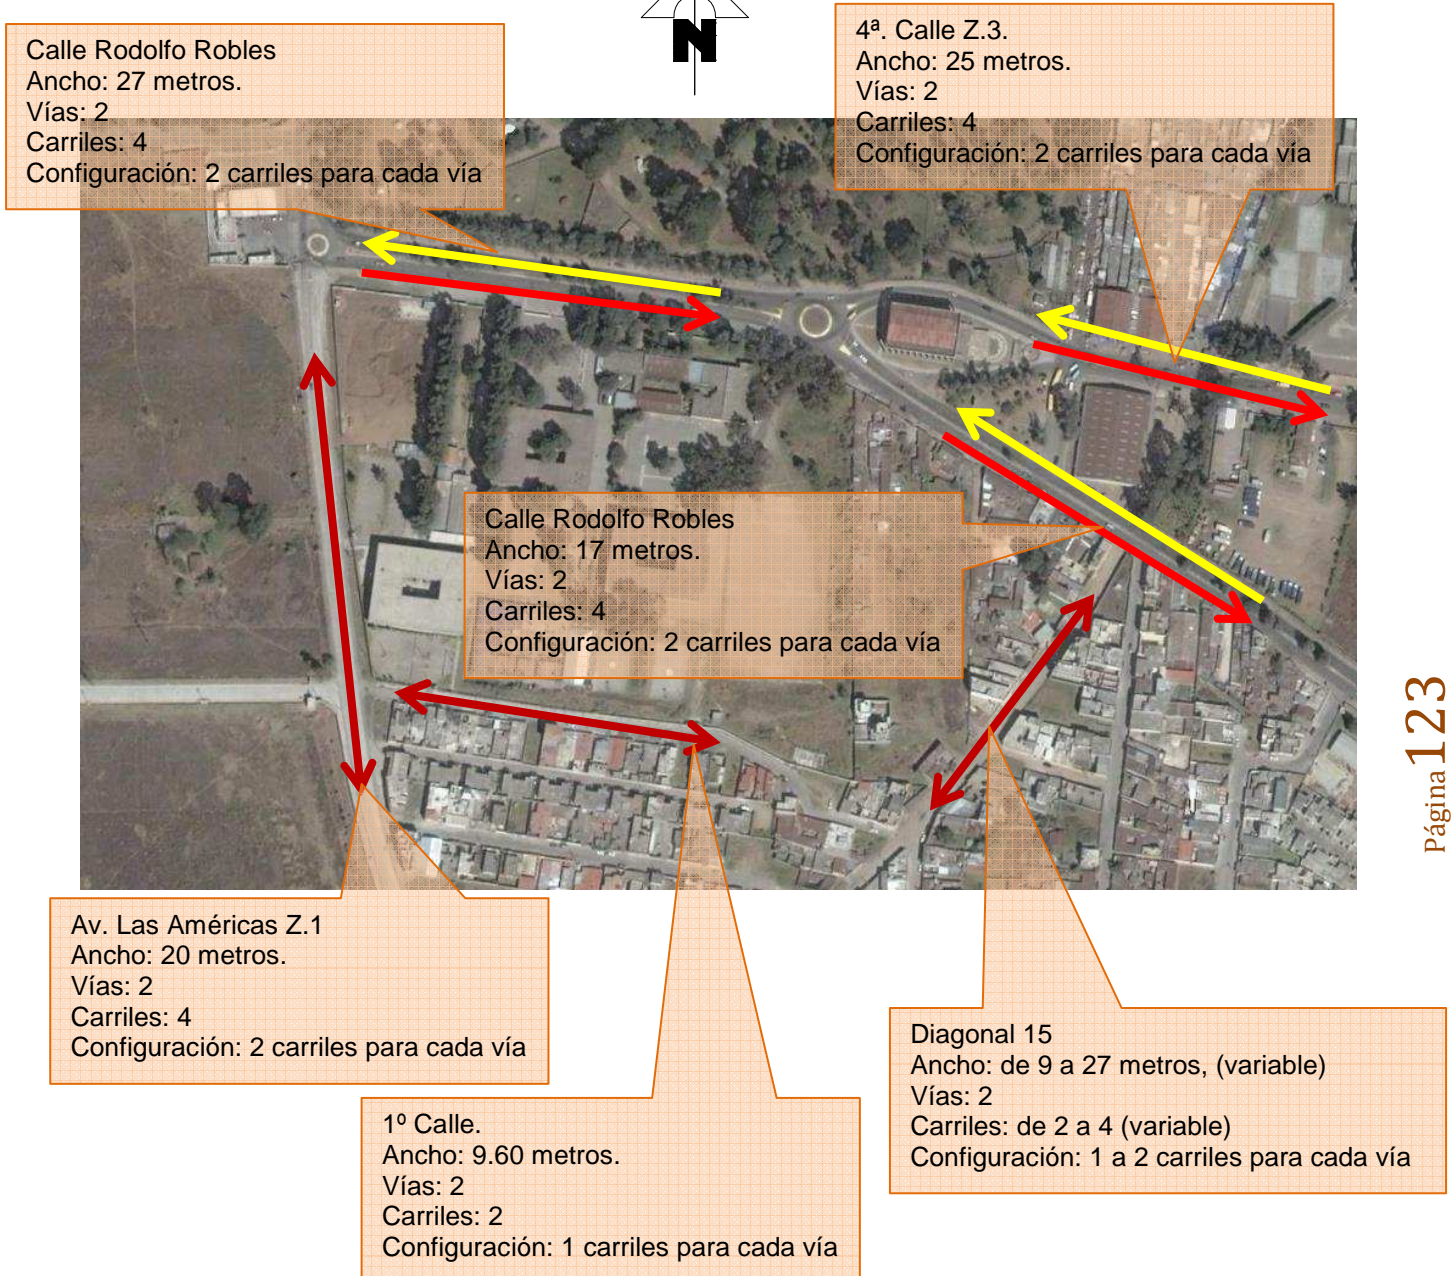 N
Calle Rodolfo Robles
Ancho: 27 metros.
Vías: 2
Carriles: 4
Configuración: 2 carriles para cada vía
4ª. Calle Z.3.
Ancho: 25 metros.
Vías: 2
Carriles: 4
Configuración: 2 carriles para cada vía
Calle Rodolfo Robles
Ancho: 17 metros.
Vías: 2
Carriles: 4
Configuración: 2 carriles para cada vía
Página 123
Av. Las Américas Z.1
Ancho: 20 metros.
Vías: 2
Carriles: 4
Configuración: 2 carriles para cada vía
Diagonal 15
Ancho: de 9 a 27 metros, (variable)
Vías: 2
Carriles: de 2 a 4 (variable)
Configuración: 1 a 2 carriles para cada vía
1º Calle.
Ancho: 9.60 metros.
Vías: 2
Carriles: 2
Configuración: 1 carriles para cada vía